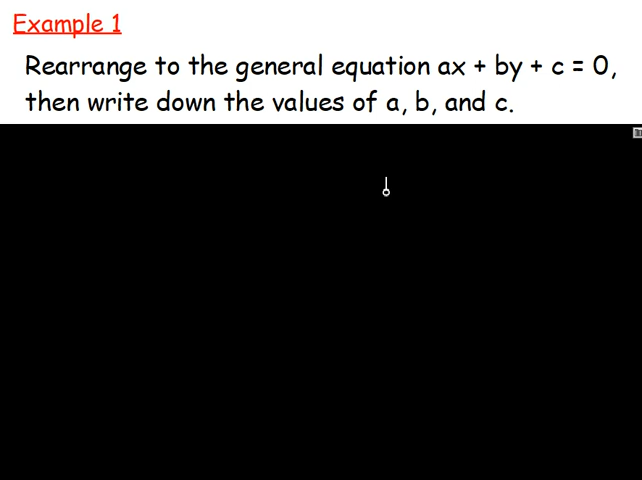 Example 1
Rearrange to the general equation ax + by + c = 0,
then write down the values of a, b, and c.